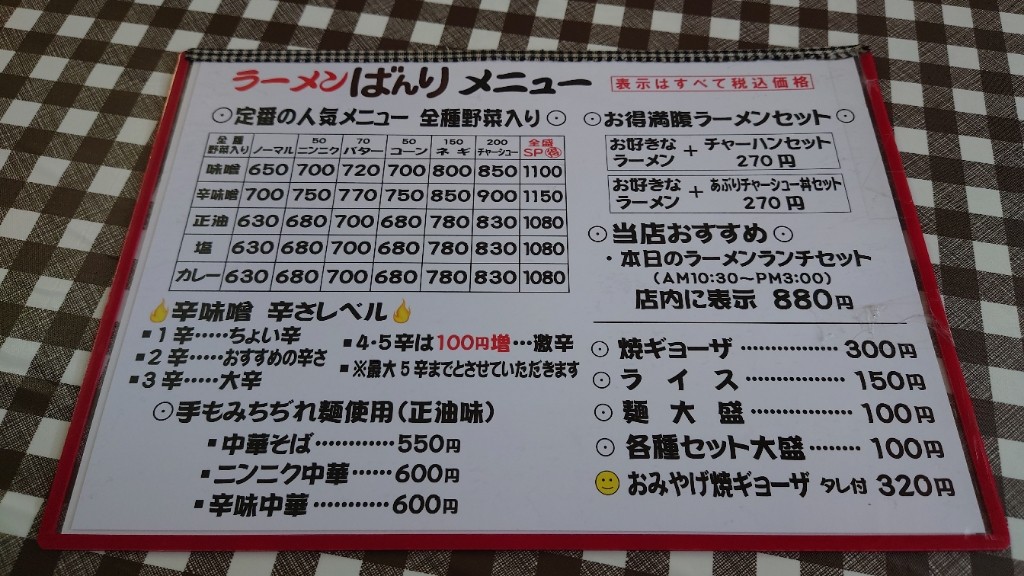 ラーメンばんり メニュー
表示はすべて税込価格
⊙定番の人気メニュー 全種野菜入り⊙
全種野菜入り ノーマル 50ニンニク 70バター 50コーン 150ネギ 200チャーシュー 全盛SP㊕
味噌 650 700 720 700 800 850 1100
辛味噌 700 750 770 750 850 900 1150
正油 630 680 700 680 780 830 1080
塩 630 680 700 680 780 830 1080
カレー 630 680 700 680 780 830 1080
辛味噌 辛さレベル
■1辛……ちょい辛
■2辛……おすすめの辛さ
■3辛……大辛
■4・5辛は100円増…激辛
■※最大5辛までとさせていただきます
⊙手もみちぢれ麺使用(正油味)
■中華そば…………550円
■ニンニク中華……600円
■辛味中華…………600円
⊙お得満腹ラーメンセット⊙
お好きなラーメン + チャーハンセット 270円
お好きなラーメン + あぶりチャーシュー丼セット 270円
⊙当店おすすめ⊙
・本日のラーメンランチセット
(AM10:30~PM3:00)
店内に表示 880円
⊙焼ギョーザ……………300円
⊙ライス……………150円
⊙麺大盛……………100円
⊙各種セット大盛……100円
おみやげ焼ギョーザ タレ付 320円